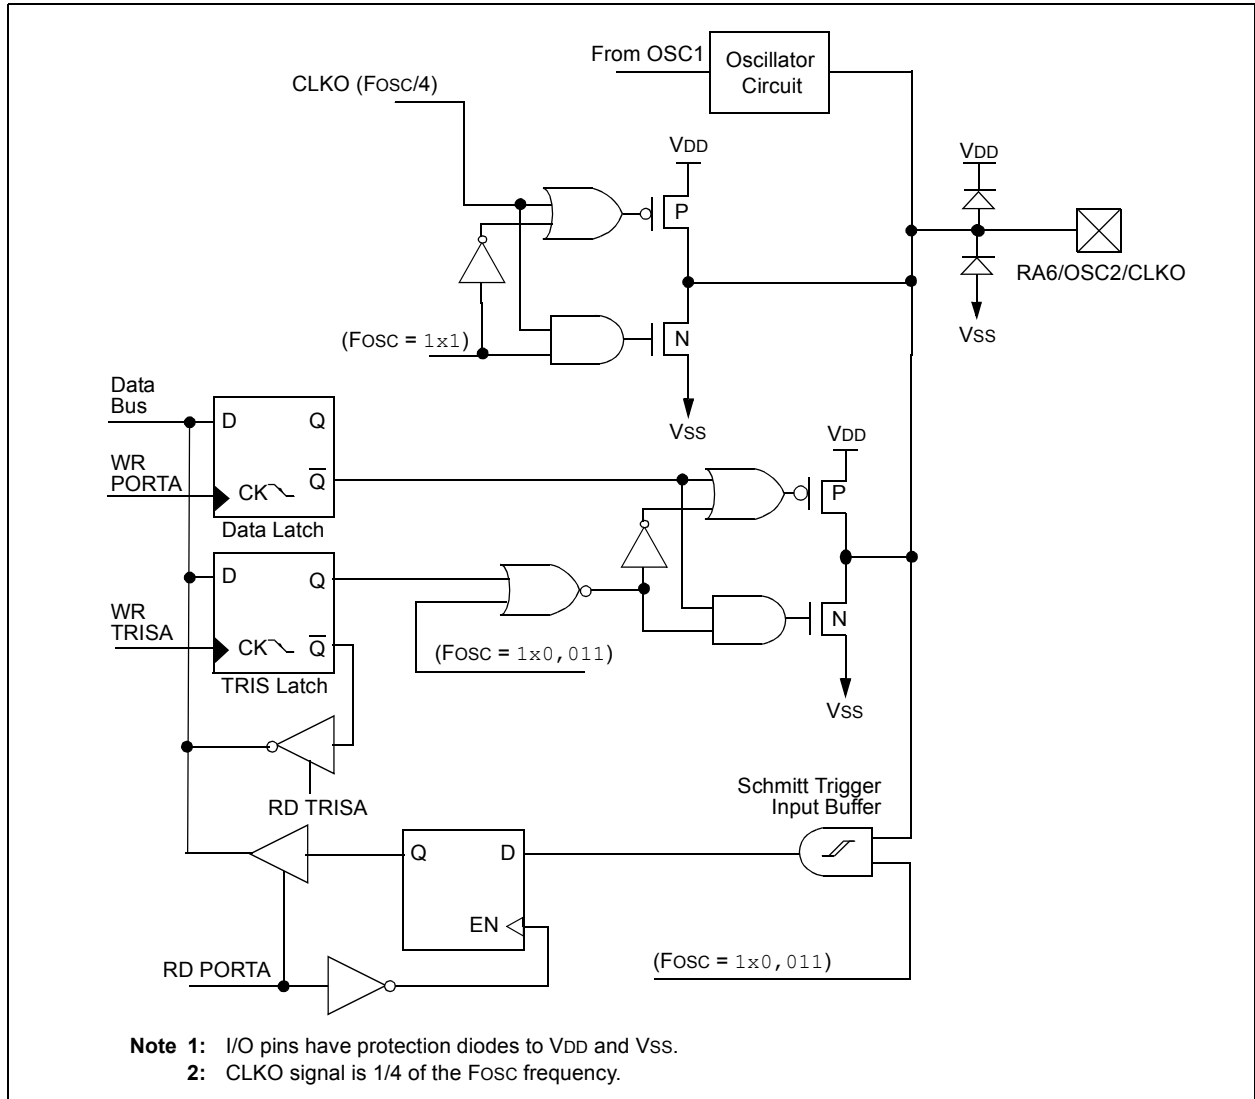 From OSC1
Oscillator
Circuit
CLKO (FOSC/4)
VDD
P
VDD
RA6/OSC2/CLKO
VSS
(FOSC = 1x1)
N
VSS
Data
Bus
D
Q
WR
PORTA
CK
Q
Data Latch
VDD
P
D
Q
WR
TRISA
CK
Q
TRIS Latch
(FOSC = 1x0,011)
N
VSS
RD TRISA
Schmitt Trigger
Input Buffer
Q
D
EN
RD PORTA
(FOSC = 1x0,011)
Note 1: I/O pins have protection diodes to VDD and VSS.
2: CLKO signal is 1/4 of the FOSC frequency.